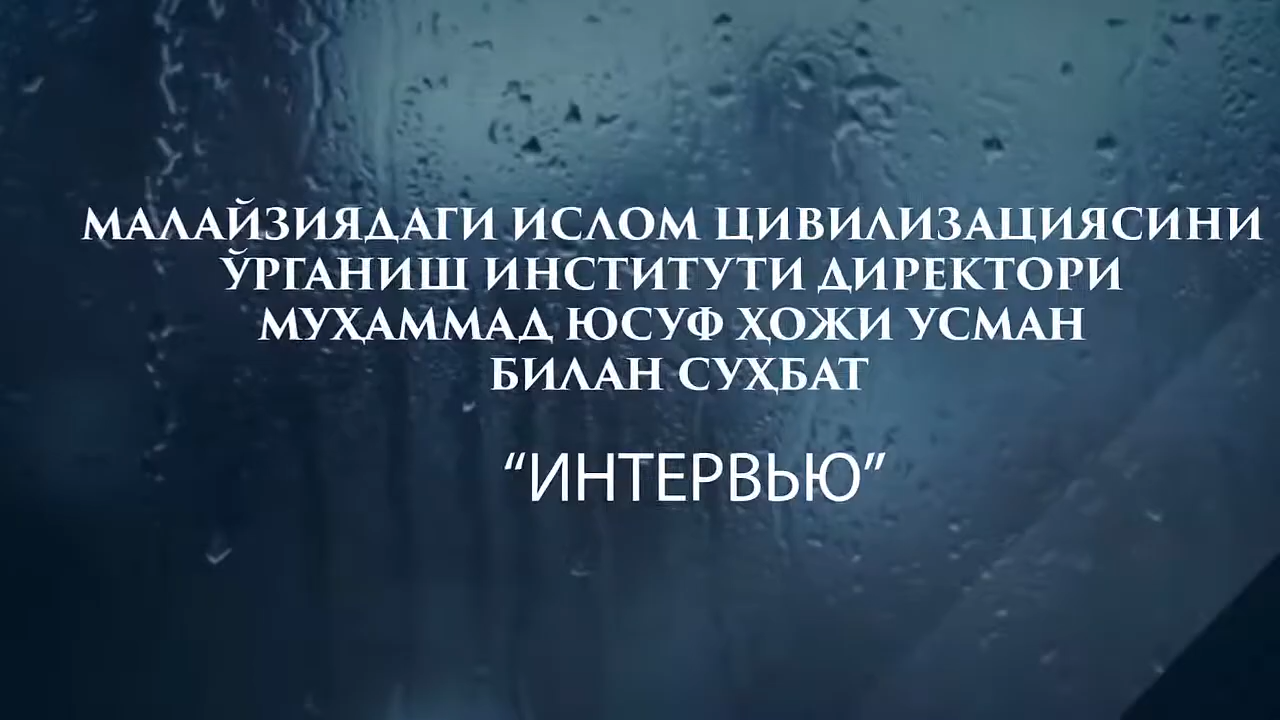 МАЛАЙЗИЯДАГИ ИСЛОМ ЦИВИЛИЗАЦИЯСИНИ
ЎРГАНИШ ИНСТИТУТИ ДИРЕКТОРИ
МУҲАММАД ЮСУФ ҲОЖИ УСМАН
БИЛАН СУҲБАТ
“ИНТЕРВЬЮ”